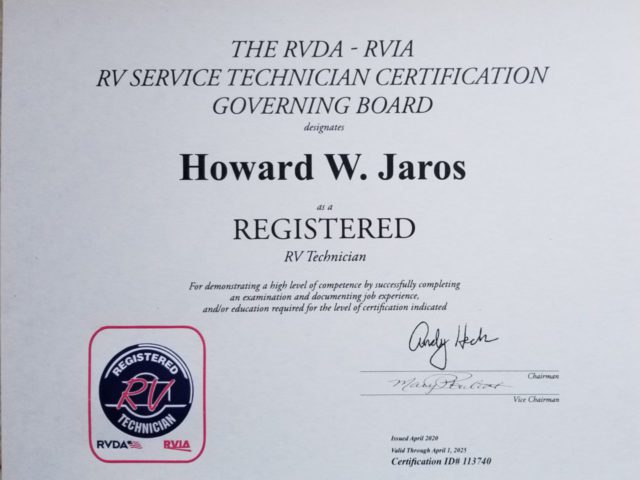 THE RVDA - RVIA
RV SERVICE TECHNICIAN CERTIFICATION
GOVERNING BOARD
designates
Howard W. Jaros
as a
REGISTERED
RV Technician
For demonstrating a high level of competence by successfully completing
an examination and documenting job experience,
and/or education required for the level of certification indicated
Andy Heck
Chairman
Vice Chairman
REGISTERED
RV
TECHNICIAN
RVDA
RVIA
Issued April 2020
Valid Through April 1, 2025
Certification ID# 113740